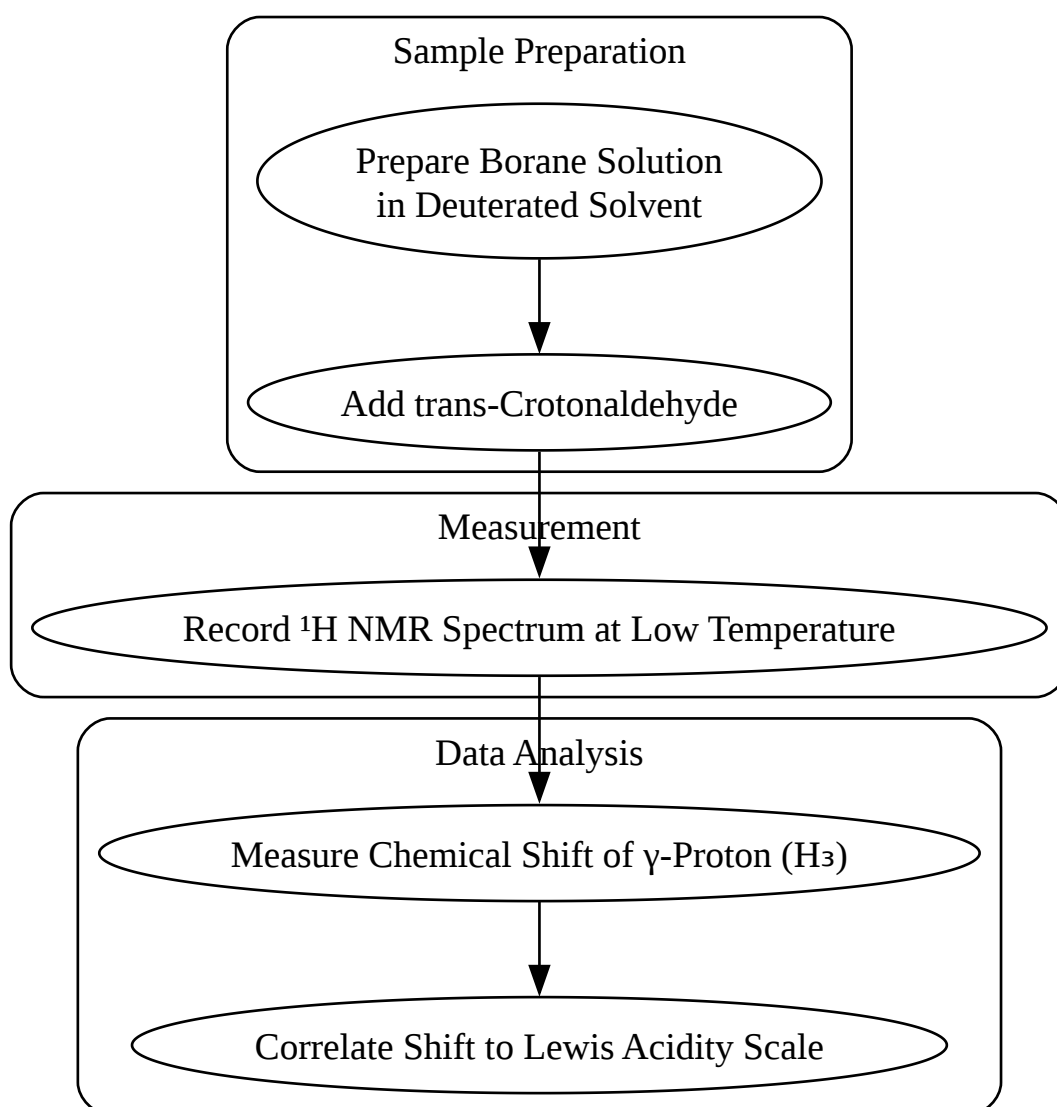 Sample Preparation
Prepare Borane Solution
in Deuterated Solvent
Add trans-Crotonaldehyde
Measurement
Record ¹H NMR Spectrum at Low Temperature
Data Analysis
Measure Chemical Shift of γ-Proton (H₃)
Correlate Shift to Lewis Acidity Scale